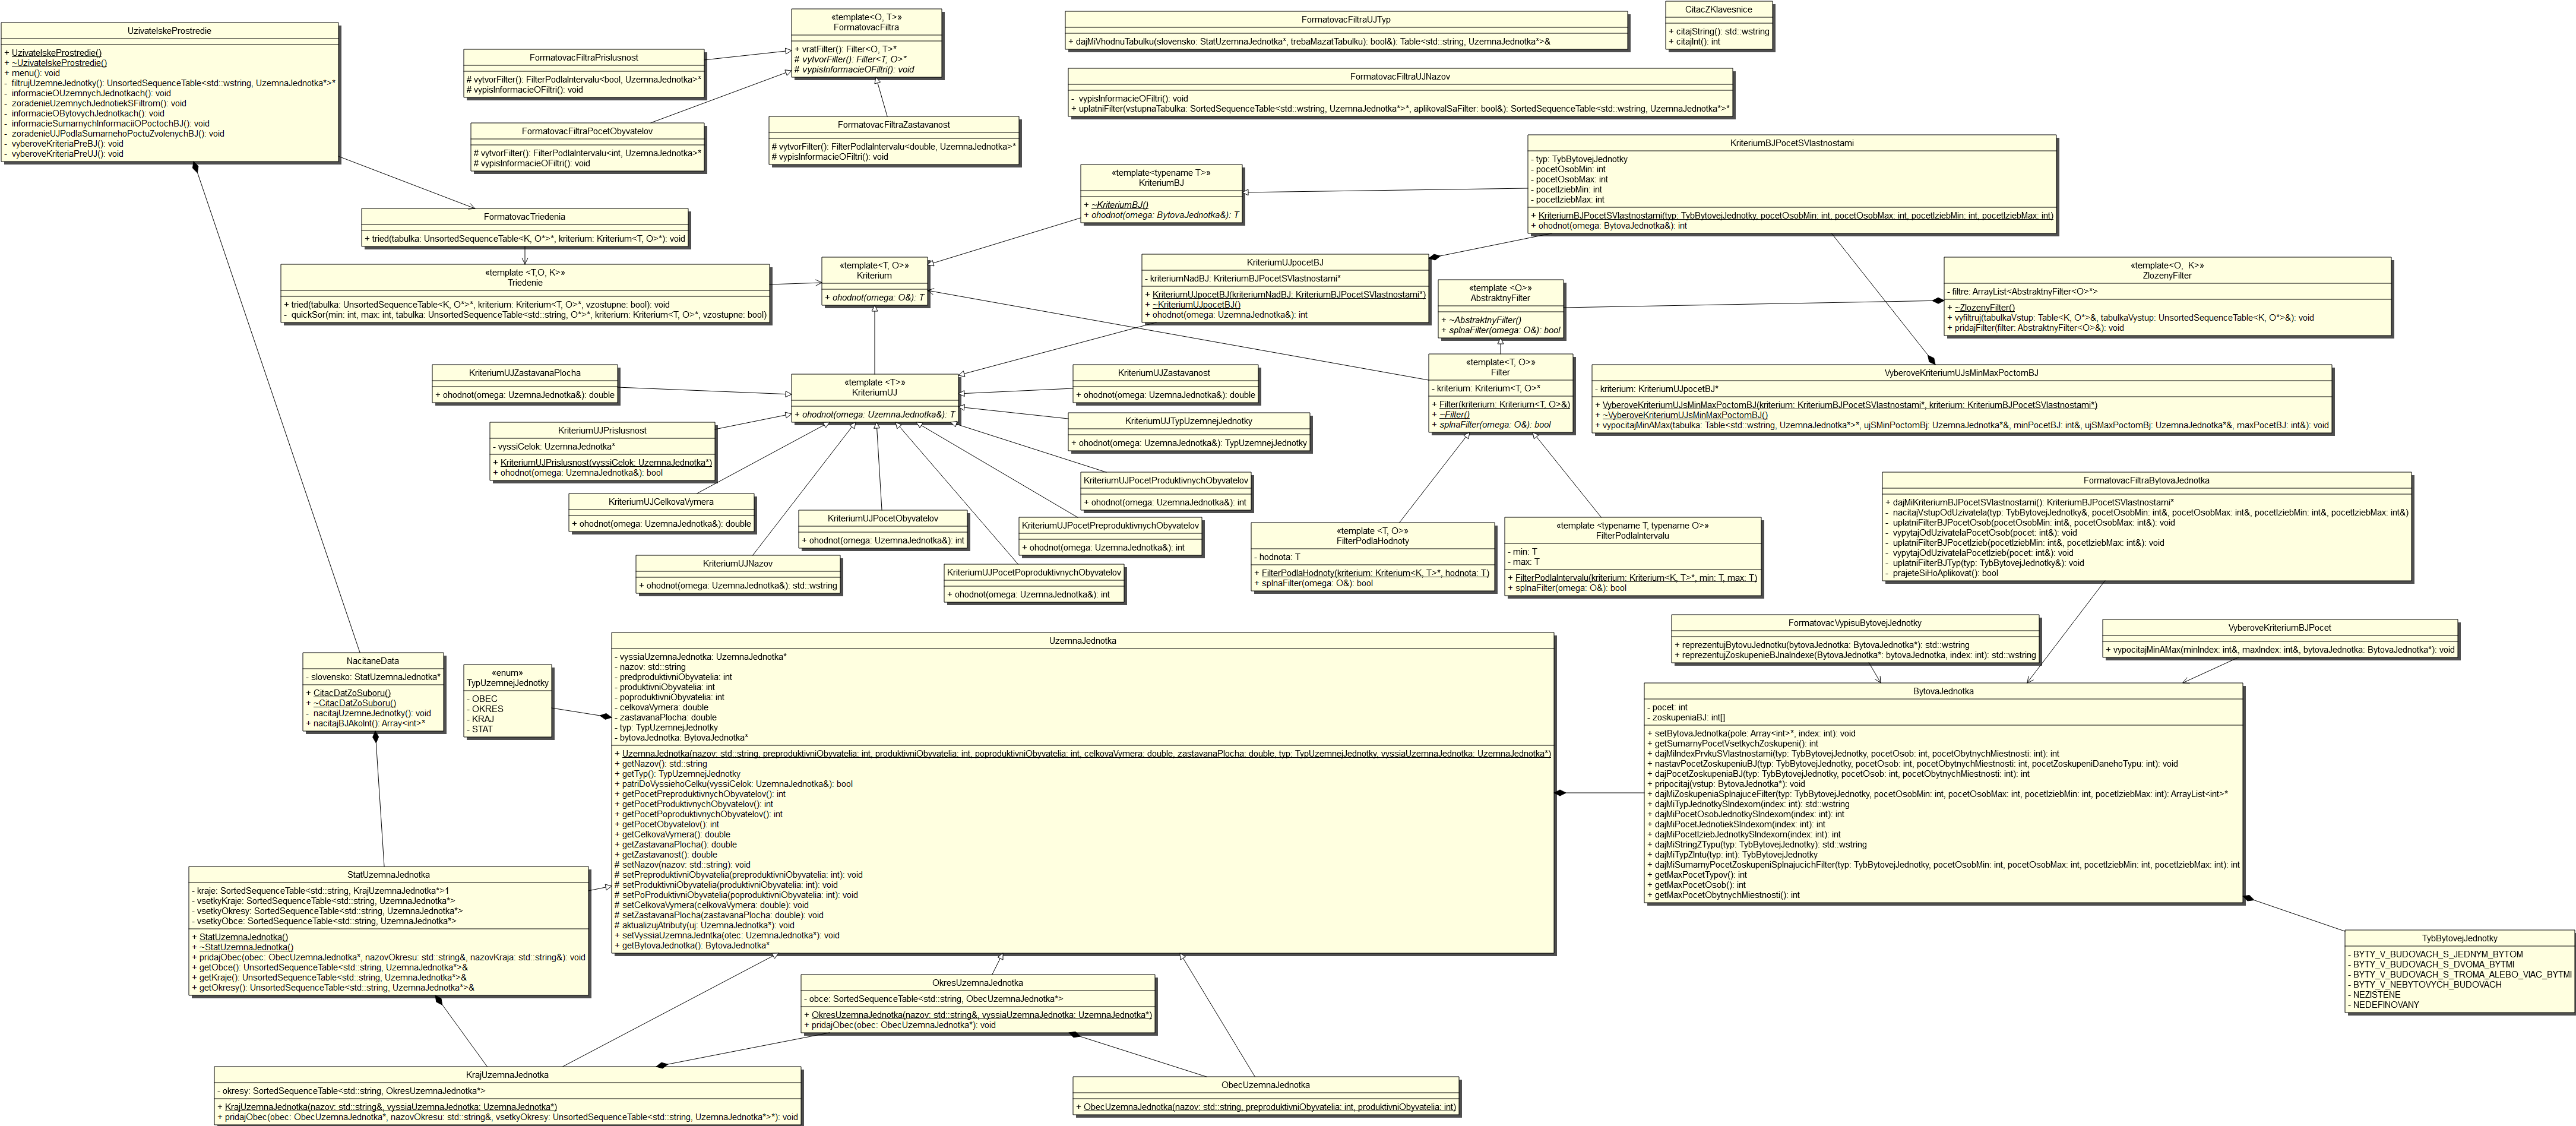 UzivatelskeProstredie
+ UzivatelskeProstredie()
+ ~UzivatelskeProstredie()
+ menu(): void
- filtrujUzemneJednotky(): UnsortedSequenceTable<std::wstring, UzemnaJednotka*>*
- informacieOUzemnychJednotkach(): void
- zoradenieUzemnychJednotiekSFiltrom(): void
- informacieOBytovychJednotkach(): void
- informacieSumarnychInformaciiOPoctochBJ(): void
- zoradenieUJPodlaSumarnehoPoctuZvolenychBJ(): void
- vyberoveKriteriaPreBJ(): void
- vyberoveKriteriaPreUJ(): void
FormatovacFiltraPrislusnost
# vytvorFilter(): FilterPodlaIntervalu<bool, UzemnaJednotka>*
# vypisInformacieOFiltri(): void
«template<O, T>»
FormatovacFiltra
+ vratFilter(): Filter<O, T>*
# vytvorFilter(): Filter<T, O>*
# vypisInformacieOFiltri(): void
FormatovacFiltraPocetObyvatelov
# vytvorFilter(): FilterPodlaIntervalu<int, UzemnaJednotka>*
# vypisInformacieOFiltri(): void
FormatovacFiltraZastavanost
# vytvorFilter(): FilterPodlaIntervalu<double, UzemnaJednotka>*
# vypisInformacieOFiltri(): void
FormatovacFiltraUJTyp
+ dajMiVhodnuTabulku(slovensko: StatUzemnaJednotka*, trebaMazatTabulku): bool&): Table<std::string, UzemnaJednotka*>&
CitacZKlavesnice
+ citajString(): std::wstring
+ citajInt(): int
FormatovacFiltraUJNazov
- vypisInformacieOFiltri(): void
+ uplatniFilter(vstupnaTabulka: SortedSequenceTable<std::wstring, UzemnaJednotka*>*, aplikovalSaFilter: bool&): SortedSequenceTable<std::wstring, UzemnaJednotka*>*
«template<typename T>»
KriteriumBJ
+ ~KriteriumBJ()
+ ohodnot(omega: BytovaJednotka&): T
KriteriumBJPocetSVlastnostami
- typ: TybBytovejJednotky
- pocetOsobMin: int
- pocetOsobMax: int
- pocetIziebMin: int
- pocetIziebMax: int
+ KriteriumBJPocetSVlastnostami(typ: TypBytovejJednotky, pocetOsobMin: int, pocetOsobMax: int, pocetIziebMin: int, pocetIziebMax: int)
+ ohodnot(omega: BytovaJednotka&): int
FormatovacTriedenia
+ tried(tabulka: UnsortedSequenceTable<K, O*>*, kriterium: Kriterium<T, O>*): void
«template <T,O, K>»
Triedenie
+ tried(tabulka: UnsortedSequenceTable<K, O*>*, kriterium: Kriterium<T, O>*, vzostupne: bool): void
- quickSor(min: int, max: int, tabulka: UnsortedSequenceTable<std::string, O*>*, kriterium: Kriterium<T, O>*, vzostupne: bool)
«template<T, O>»
Kriterium
+ ohodnot(omega: O&): T
KriteriumUJpocetBJ
- kriteriumNadBJ: KriteriumBJPocetSVlastnostami*
+ KriteriumUJpocetBJ(kriteriumNadBJ: KriteriumBJPocetSVlastnostami*)
+ ~KriteriumUJpocetBJ()
+ ohodnot(omega: UzemnaJednotka&): int
«template <O>»
AbstraktnyFilter
+ ~AbstraktnyFilter()
+ splnaFilter(omega: O&): bool
«template<O, K>»
ZlozenyFilter
- filtre: ArrayList<AbstraktnyFilter<O>*>
+ ~ZlozenyFilter()
+ vyfiltruj(tabulkaVstup: Table<K, O*>&, tabulkaVystup: UnsortedSequenceTable<K, O*>&): void
+ pridajFilter(filter: AbstraktnyFilter<O>&): void
KriteriumUJZastavanaPlocha
+ ohodnot(omega: UzemnaJednotka&): double
«template <T>»
KriteriumUJ
+ ohodnot(omega: UzemnaJednotka&): T
KriteriumUJZastavanost
+ ohodnot(omega: UzemnaJednotka&): double
«template<T, O>»
Filter
- kriterium: Kriterium<T, O>*
+ Filter(kriterium: Kriterium<T, O>&)
+ ~Filter()
+ splnaFilter(omega: O&): bool
VyberoveKriteriumUJsMinMaxPoctomBJ
- kriterium: KriteriumUJpocetBJ*
+ VyberoveKriteriumUJsMinMaxPoctomBJ(kriterium: KriteriumBJPocetSVlastnostami*, kriterium: KriteriumBJPocetSVlastnostami*)
+ ~VyberoveKriteriumUJsMinMaxPoctomBJ()
+ vypocitajMinAMax(tabulka: Table<std::wstring, UzemnaJednotka*>*, ujSMinPoctomBj: UzemnaJednotka*&, minPocetBJ: int&, ujSMaxPoctomBj: UzemnaJednotka*&, maxPocetBJ: int&): void
KriteriumUJPrislusnost
- vyssiCelok: UzemnaJednotka*
+ KriteriumUJPrislusnost(vyssiCelok: UzemnaJednotka*)
+ ohodnot(omega: UzemnaJednotka&): bool
KriteriumUJTypUzemnejJednotky
+ ohodnot(omega: UzemnaJednotka&): TypUzemnejJednotky
KriteriumUJPocetProduktivnychObyvatelov
+ ohodnot(omega: UzemnaJednotka&): int
KriteriumUJCelkovaVymera
+ ohodnot(omega: UzemnaJednotka&): double
KriteriumUJPocetObyvatelov
+ ohodnot(omega: UzemnaJednotka&): int
KriteriumUJPocetPreproduktivnychObyvatelov
+ ohodnot(omega: UzemnaJednotka&): int
KriteriumUJNazov
+ ohodnot(omega: UzemnaJednotka&): std::wstring
KriteriumUJPocetPoproduktivnychObyvatelov
+ ohodnot(omega: UzemnaJednotka&): int
«template <T, O>»
FilterPodlaHodnoty
- hodnota: T
+ FilterPodlaHodnoty(kriterium: Kriterium<K, T>*, hodnota: T)
+ splnaFilter(omega: O&): bool
«template <typename T, typename O>»
FilterPodlaIntervalu
- min: T
- max: T
+ FilterPodlaIntervalu(kriterium: Kriterium<K, T>*, min: T, max: T)
+ splnaFilter(omega: O&): bool
FormatovacFiltraBytovaJednotka
+ dajMiKriteriumBJPocetSVlastnostami(): KriteriumBJPocetSVlastnostami*
- nacitajVstupOdUzivatela(typ: TypBytovejJednotky&, pocetOsobMin: int&, pocetOsobMax: int&, pocetIziebMin: int&, pocetIziebMax: int&)
- uplatniFilterBJPocetOsob(pocetOsobMin: int&, pocetOsobMax: int&): void
- vypytajOdUzivatelaPocetOsob(pocet: int&): void
- uplatniFilterBJPocetIzieb(pocetIziebMin: int&, pocetIziebMax: int&): void
- vypytajOdUzivatelaPocetIzieb(pocet: int&): void
- uplatniFilterBJTyp(typ: TypBytovejJednotky&): void
- prajeteSiHoAplikovat(): bool
FormatovacVypisuBytovejJednotky
+ reprezentujBytovuJednotku(bytovaJednotka: BytovaJednotka*): std::wstring
+ reprezentujZoskupenieBJnaIndexe(BytovaJednotka*: bytovaJednotka, index: int): std::wstring
VyberoveKriteriumBJPocet
+ vypocitajMinAMax(minIndex: int&, maxIndex: int&, bytovaJednotka: BytovaJednotka*): void
NacitaneData
- slovensko: StatUzemnaJednotka*
+ CitacDatZoSuboru()
+ ~CitacDatZoSuboru()
- nacitajUzemneJednotky(): void
+ nacitajBJAkoInt(): Array<int>*
«enum»
TypUzemnejJednotky
- OBEC
- OKRES
- KRAJ
- STAT
UzemnaJednotka
- vyssiaUzemnaJednotka: UzemnaJednotka*
- nazov: std::string
- predproduktivniObyvatelia: int
- produktivniObyvatelia: int
- poproduktivniObyvatelia: int
- celkovaVymera: double
- zastavanaPlocha: double
- typ: TypUzemnejJednotky
- bytovaJednotka: BytovaJednotka*
+ UzemnaJednotka(nazov: std::string, preproduktivniObyvatelia: int, produktivniObyvatelia: int, poproduktivniObyvatelia: int, celkovaVymera: double, zastavanaPlocha: double, typ: TypUzemnejJednotky, vyssiaUzemnaJednotka: UzemnaJednotka*)
+ getNazov(): std::string
+ getTyp(): TypUzemnejJednotky
+ patriDoVyssiehoCelku(vyssiCelok: UzemnaJednotka&): bool
+ getPocetPreproduktivnychObyvatelov(): int
+ getPocetProduktivnychObyvatelov(): int
+ getPocetPoproduktivnychObyvatelov(): int
+ getPocetObyvatelov(): int
+ getCelkovaVymera(): double
+ getZastavanaPlocha(): double
+ getZastavanost(): double
# setNazov(nazov: std::string): void
# setPreproduktivniObyvatelia(preproduktivniObyvatelia: int): void
# setProduktivniObyvatelia(produktivniObyvatelia: int): void
# setPoProduktivniObyvatelia(poproduktivniObyvatelia: int): void
# setCelkovaVymera(celkovaVymera: double): void
# setZastavanaPlocha(zastavanaPlocha: double): void
# aktualizujAtributy(uj: UzemnaJednotka*): void
+ setVyssiaUzemnaJedntka(otec: UzemnaJednotka*): void
+ getBytovaJednotka(): BytovaJednotka*
BytovaJednotka
- pocet: int
- zoskupeniaBJ: int[]
+ setBytovaJednotka(pole: Array<int>*, index: int): void
+ getSumarnyPocetVsetkychZoskupeni(): int
+ dajMiIndexPrvkuSVlastnostami(typ: TypBytovejJednotky, pocetOsob: int, pocetObytnychMiestnosti: int): int
+ nastavPocetZoskupeniuBJ(typ: TypBytovejJednotky, pocetOsob: int, pocetObytnychMiestnosti: int, pocetZoskupeniDanehoTypu: int): void
+ dajPocetZoskupeniaBJ(typ: TypBytovejJednotky, pocetOsob: int, pocetObytnychMiestnosti: int): int
+ pripocitaj(vstup: BytovaJednotka*): void
+ dajMiZoskupeniaSplnajuceFilter(typ: TypBytovejJednotky, pocetOsobMin: int, pocetOsobMax: int, pocetIziebMin: int, pocetIziebMax: int): ArrayList<int>*
+ dajMiTypJednotkySIndexom(index: int): std::wstring
+ dajMiPocetOsobJednotkySIndexom(index: int): int
+ dajMiPocetJednotiekSIndexom(index: int): int
+ dajMiPocetIziebJednotkySIndexom(index: int): int
+ dajMiStringZTypu(typ: TypBytovejJednotky): std::wstring
+ dajMiTypZIntu(typ: int): TypBytovejJednotky
+ dajMiSumarnyPocetZoskupeniSplnajucichFilter(typ: TypBytovejJednotky, pocetOsobMin: int, pocetOsobMax: int, pocetIziebMin: int, pocetIziebMax: int): int
+ getMaxPocetTypov(): int
+ getMaxPocetOsob(): int
+ getMaxPocetObytnychMiestnosti(): int
StatUzemnaJednotka
- kraje: SortedSequenceTable<std::string, KrajUzemnaJednotka*>1
- vsetkyKraje: SortedSequenceTable<std::string, UzemnaJednotka*>
- vsetkyOkresy: SortedSequenceTable<std::string, UzemnaJednotka*>
- vsetkyObce: SortedSequenceTable<std::string, UzemnaJednotka*>
+ StatUzemnaJednotka()
+ ~StatUzemnaJednotka()
+ pridajObec(obec: ObecUzemnaJednotka*, nazovOkresu: std::string&, nazovKraja: std::string&): void
+ getObce(): UnsortedSequenceTable<std::string, UzemnaJednotka*>&
+ getKraje(): UnsortedSequenceTable<std::string, UzemnaJednotka*>&
+ getOkresy(): UnsortedSequenceTable<std::string, UzemnaJednotka*>&
TybBytovejJednotky
- BYTY_V_BUDOVACH_S_JEDNYM_BYTOM
- BYTY_V_BUDOVACH_S_DVOMA_BYTMI
- BYTY_V_BUDOVACH_S_TROMA_ALEBO_VIAC_BYTMI
- BYTY_V_NEBYTOVYCH_BUDOVACH
- NEZISTENE
- NEDEFINOVANY
OkresUzemnaJednotka
- obce: SortedSequenceTable<std::string, ObecUzemnaJednotka*>
+ OkresUzemnaJednotka(nazov: std::string&, vyssiaUzemnaJednotka: UzemnaJednotka*)
+ pridajObec(obec: ObecUzemnaJednotka*): void
KrajUzemnaJednotka
- okresy: SortedSequenceTable<std::string, OkresUzemnaJednotka*>
+ KrajUzemnaJednotka(nazov: std::string&, vyssiaUzemnaJednotka: UzemnaJednotka*)
+ pridajObec(obec: ObecUzemnaJednotka*, nazovOkresu: std::string&, vsetkyOkresy: UnsortedSequenceTable<std::string, UzemnaJednotka*>*): void
ObecUzemnaJednotka
+ ObecUzemnaJednotka(nazov: std::string, preproduktivniObyvatelia: int, produktivniObyvatelia: int)